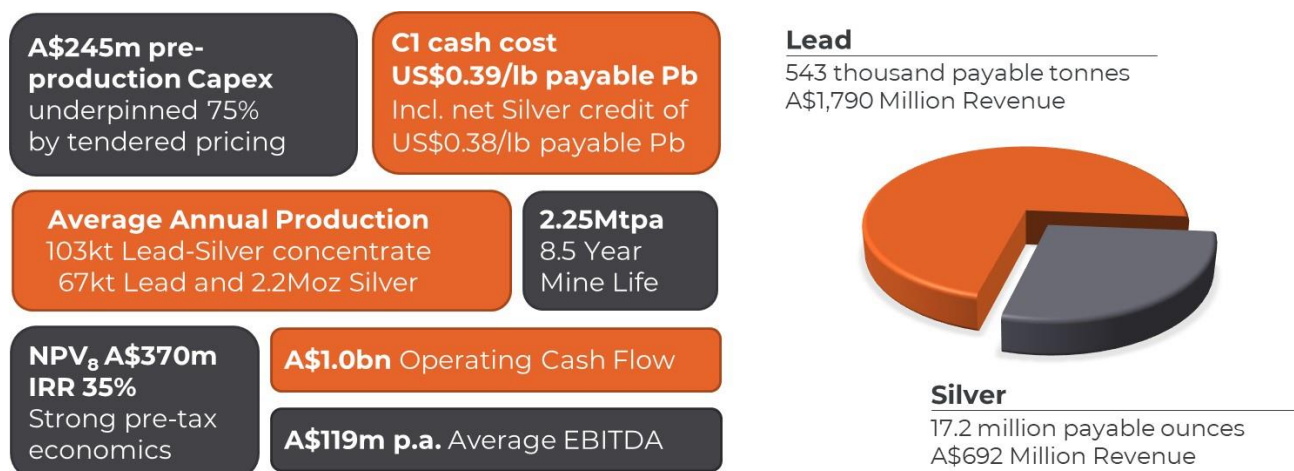 A$245m pre-
production Capex
underpinned 75%
by tendered pricing
C1 cash cost
US$0.39/lb payable Pb
Incl. net Silver credit of
US$0.38/lb payable Pb
Average Annual Production
103kt Lead-Silver concentrate
67kt Lead and 2.2Moz Silver
2.25Mtpa
8.5 Year
Mine Life
NPV₈ A$370m
IRR 35%
Strong pre-tax
economics
A$1.0bn Operating Cash Flow
A$119m p.a. Average EBITDA
Lead
543 thousand payable tonnes
A$1,790 Million Revenue
Silver
17.2 million payable ounces
A$692 Million Revenue